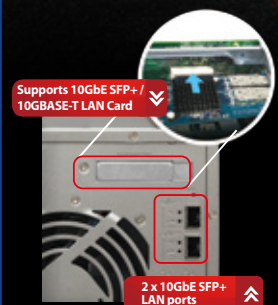 Supports 10GbE SFP+ /
10GBASE-T LAN Card
2 x 10GbE SFP+
LAN ports